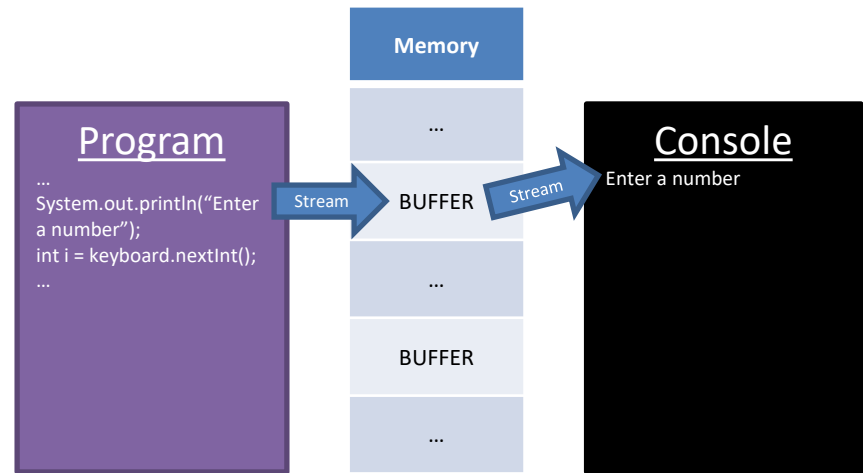 Program
...
System.out.println(“Enter
a number”);
int i = keyboard.nextInt();
...
Stream
Memory
...
BUFFER
...
BUFFER
...
Stream
Console
Enter a number